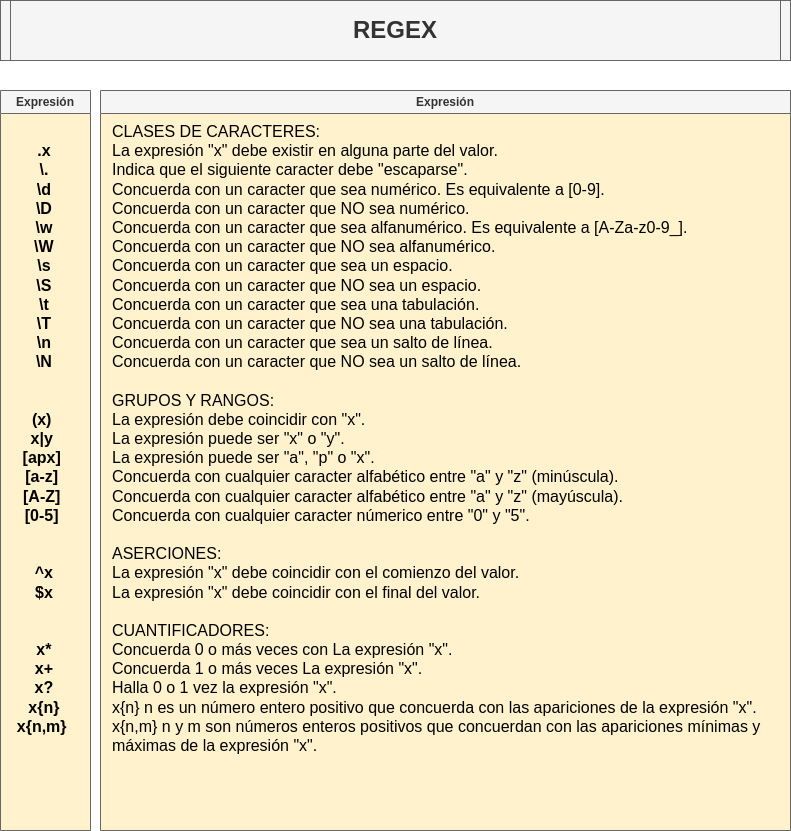 REGEX
Expresión Expresión
CLASES DE CARACTERES:
.x La expresión "x" debe existir en alguna parte del valor.
\. Indica que el siguiente caracter debe "escaparse".
\d Concuerda con un caracter que sea numérico. Es equivalente a [0-9].
\D Concuerda con un caracter que NO sea numérico.
\w Concuerda con un caracter que sea alfanumérico. Es equivalente a [A-Za-z0-9_].
\W Concuerda con un caracter que NO sea alfanumérico.
\s Concuerda con un caracter que sea un espacio.
\S Concuerda con un caracter que NO sea un espacio.
\t Concuerda con un caracter que sea una tabulación.
\T Concuerda con un caracter que NO sea una tabulación.
\n Concuerda con un caracter que sea un salto de línea.
\N Concuerda con un caracter que NO sea un salto de línea.
GRUPOS Y RANGOS:
(x) La expresión debe coincidir con "x".
x|y La expresión puede ser "x" o "y".
[apx] La expresión puede ser "a", "p" o "x".
[a-z] Concuerda con cualquier caracter alfabético entre "a" y "z" (minúscula).
[A-Z] Concuerda con cualquier caracter alfabético entre "a" y "z" (mayúscula).
[0-5] Concuerda con cualquier caracter númerico entre "0" y "5".
ASERCIONES:
^x La expresión "x" debe coincidir con el comienzo del valor.
$x La expresión "x" debe coincidir con el final del valor.
CUANTIFICADORES:
x* Concuerda 0 o más veces con La expresión "x".
x+ Concuerda 1 o más veces La expresión "x".
x? Halla 0 o 1 vez la expresión "x".
x{n} x{n} n es un número entero positivo que concuerda con las apariciones de la expresión "x".
x{n,m} x{n,m} n y m son números enteros positivos que concuerdan con las apariciones mínimas y
máximas de la expresión "x".